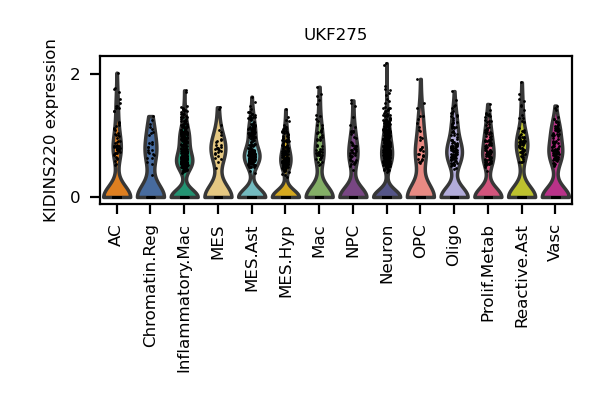 UKF275
KIDINS220 expression
2
0
AC
Chromatin.Reg
Inflammatory.Mac
MES
MES.Ast
MES.Hyp
Mac
NPC
Neuron
OPC
Oligo
Prolif.Metab
Reactive.Ast
Vasc